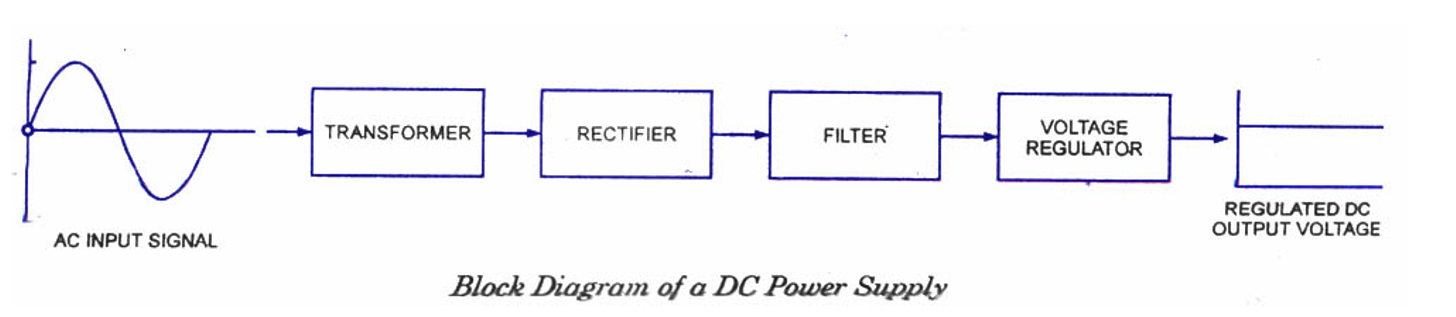 TRANSFORMER
RECTIFIER
FILTER
VOLTAGE
REGULATOR
AC INPUT SIGNAL
REGULATED DC
OUTPUT VOLTAGE
Block Diagram of a DC Power Supply